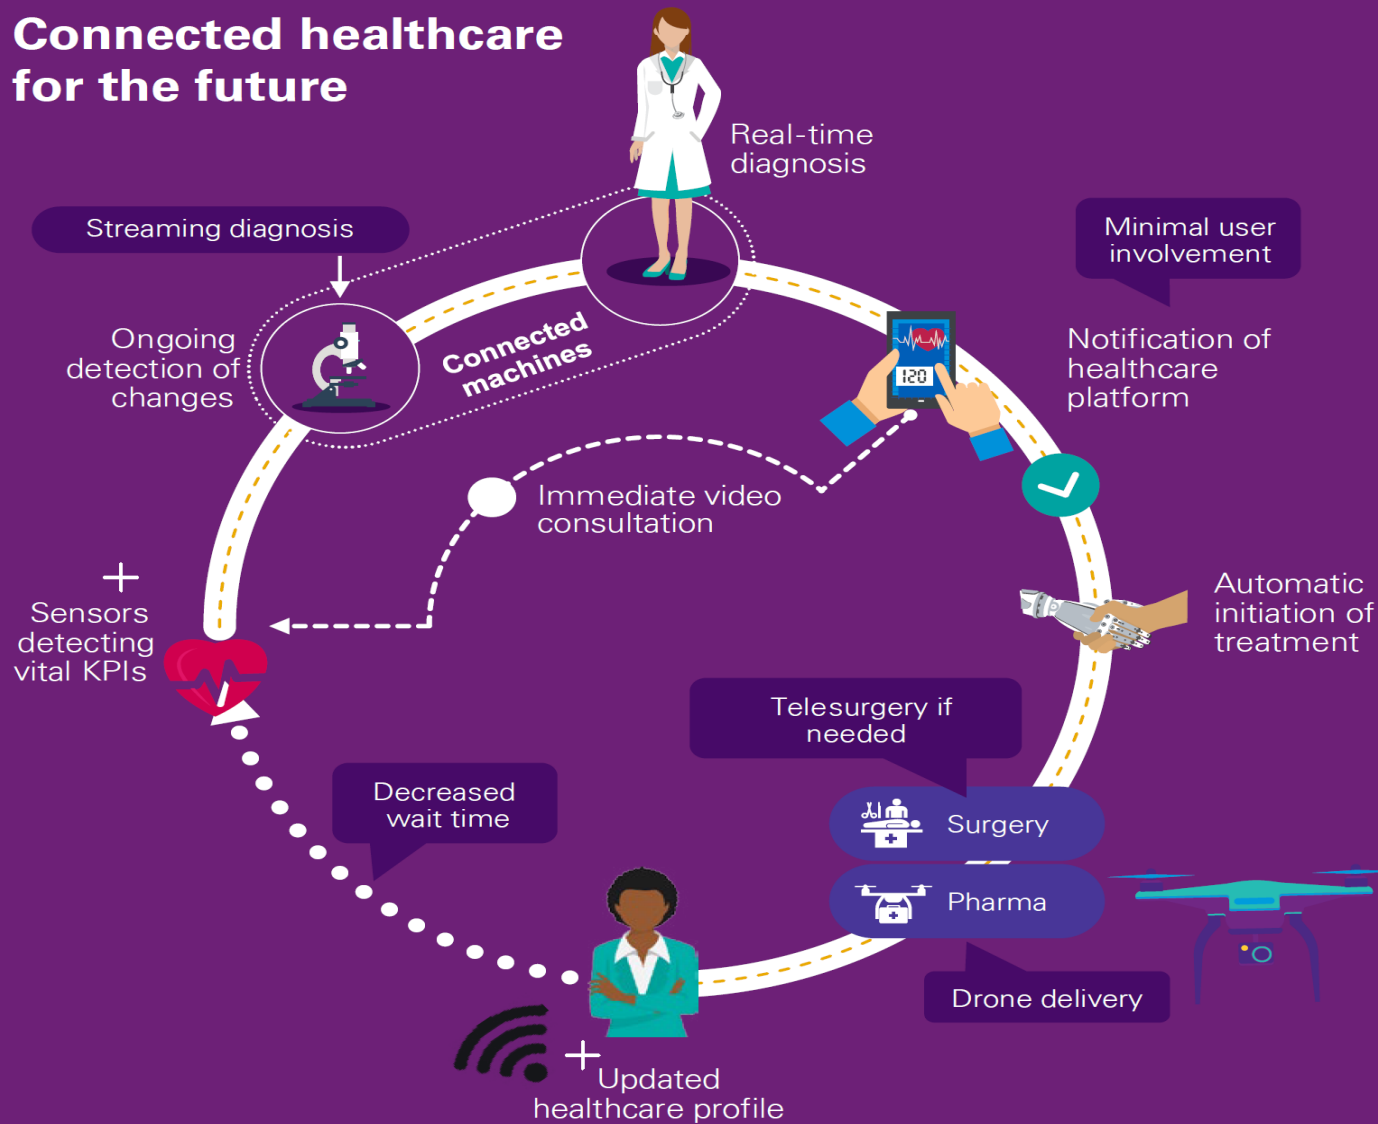 Connected healthcare
for the future
Real-time
diagnosis
Streaming diagnosis
Minimal user
involvement
Ongoing
detection of
changes
Connected
machines
Notification of
healthcare
platform
120
Immediate video
consultation
Sensors
detecting
vital KPIs
Automatic
initiation of
treatment
Telesurgery if
needed
Decreased
wait time
Surgery
Pharma
Drone delivery
Updated
healthcare profile